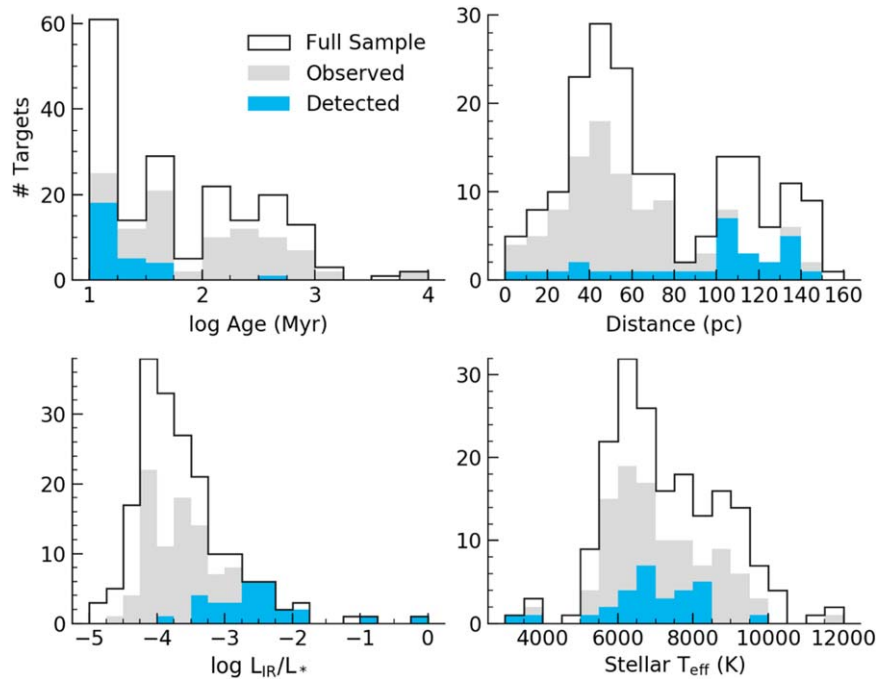 60
40
20
0
# Targets
Full Sample
Observed
Detected
1 2 3 4
log Age (Myr)
30
20
10
0
0 20 40 60 80 100 120 140 160
Distance (pc)
30
20
10
0
−5 −4 −3 −2 −1 0
log L_IR/L_*
30
20
10
0
4000 6000 8000 10000 12000
Stellar T_eff (K)